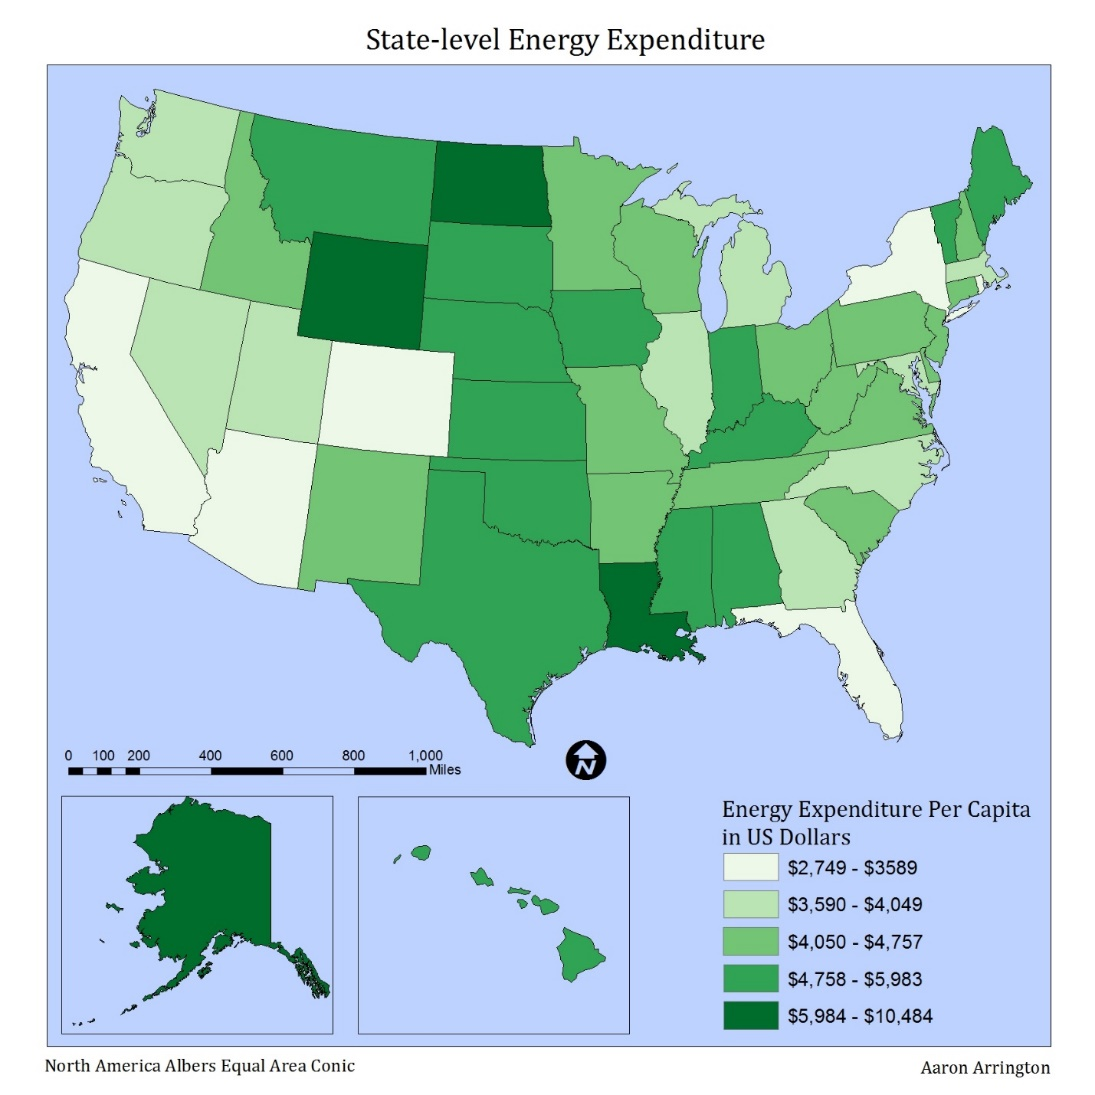 State-level Energy Expenditure
0 100 200 400 600 800 1,000
Miles
N
Energy Expenditure Per Capita
in US Dollars
$2,749 - $3589
$3,590 - $4,049
$4,050 - $4,757
$4,758 - $5,983
$5,984 - $10,484
North America Albers Equal Area Conic
Aaron Arrington